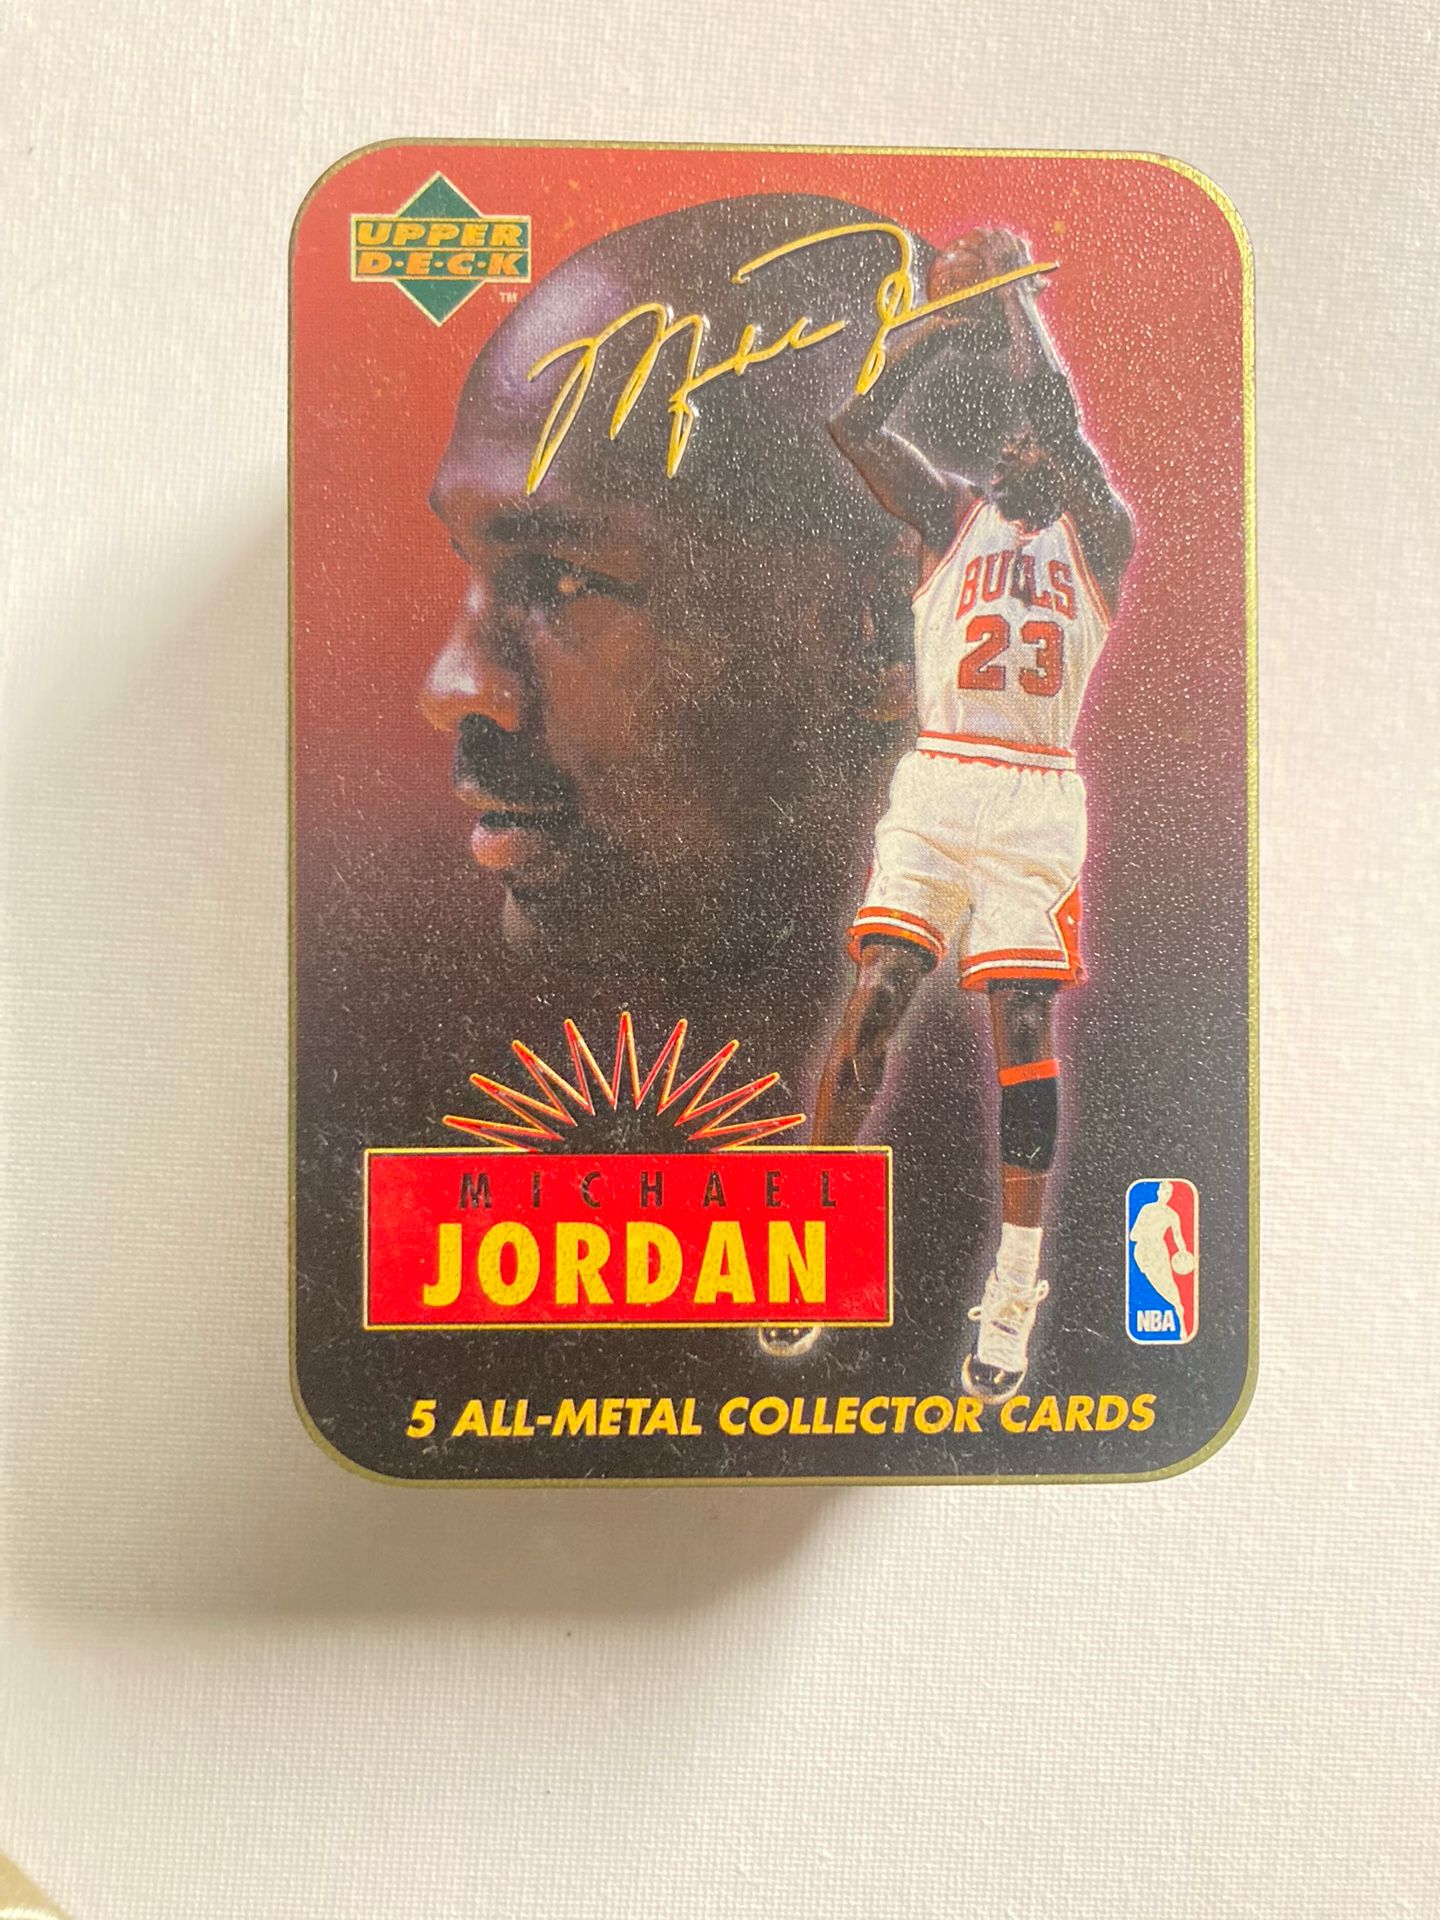 UPPER
D·E·C·K
TM
BULLS
23
MICHAEL
JORDAN
NBA
5 ALL-METAL COLLECTOR CARDS